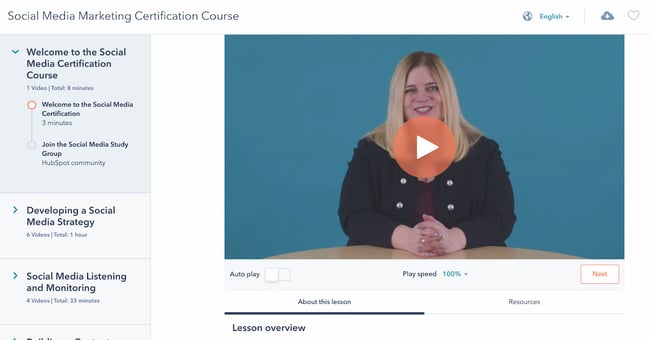 Social Media Marketing Certification Course
English
Welcome to the Social
Media Certification
Course
1 Video | Total: 8 minutes
Welcome to the Social Media
Certification
3 minutes
Join the Social Media Study
Group
HubSpot community
Developing a Social
Media Strategy
6 Videos | Total: 1 hour
Social Media Listening
and Monitoring
4 Videos | Total: 33 minutes
Auto play
Play speed 100%
Next
About this lesson
Resources
Lesson overview